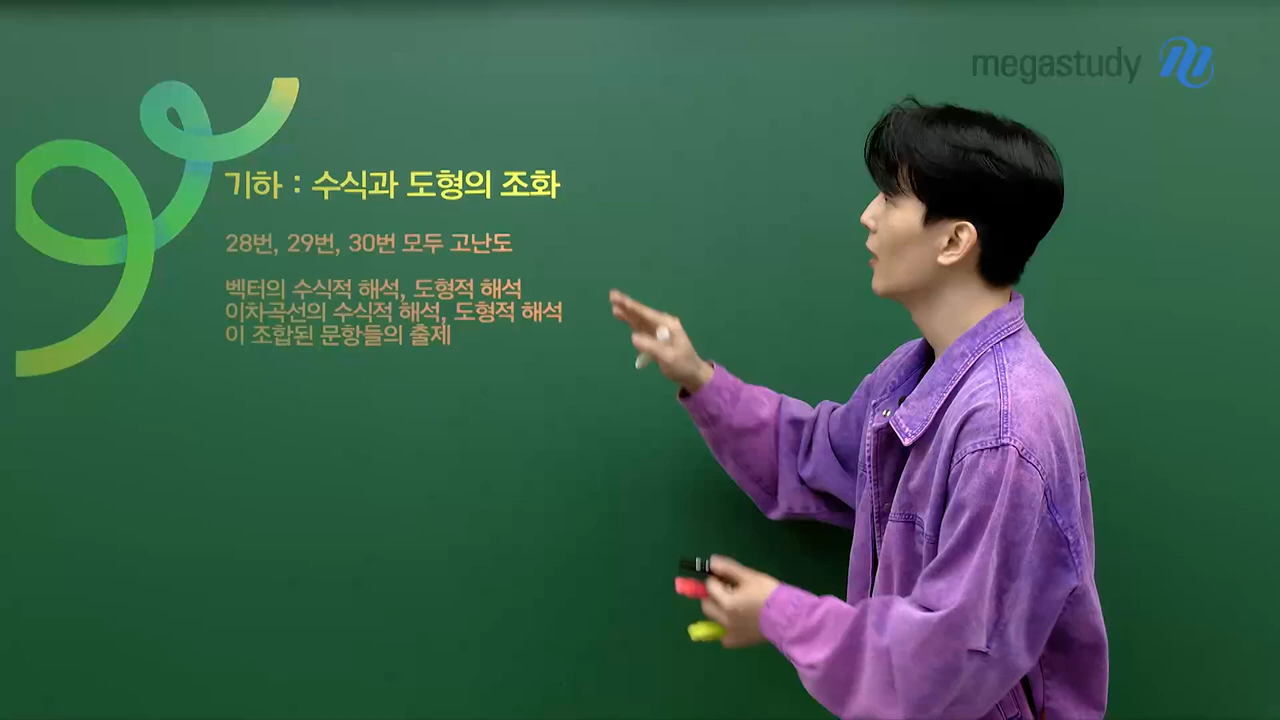 megastudy
기하 : 수식과 도형의 조화
28번, 29번, 30번 모두 고난도
벡터의 수식적 해석, 도형적 해석
이차곡선의 수식적 해석, 도형적 해석
이 조합된 문항들의 출제